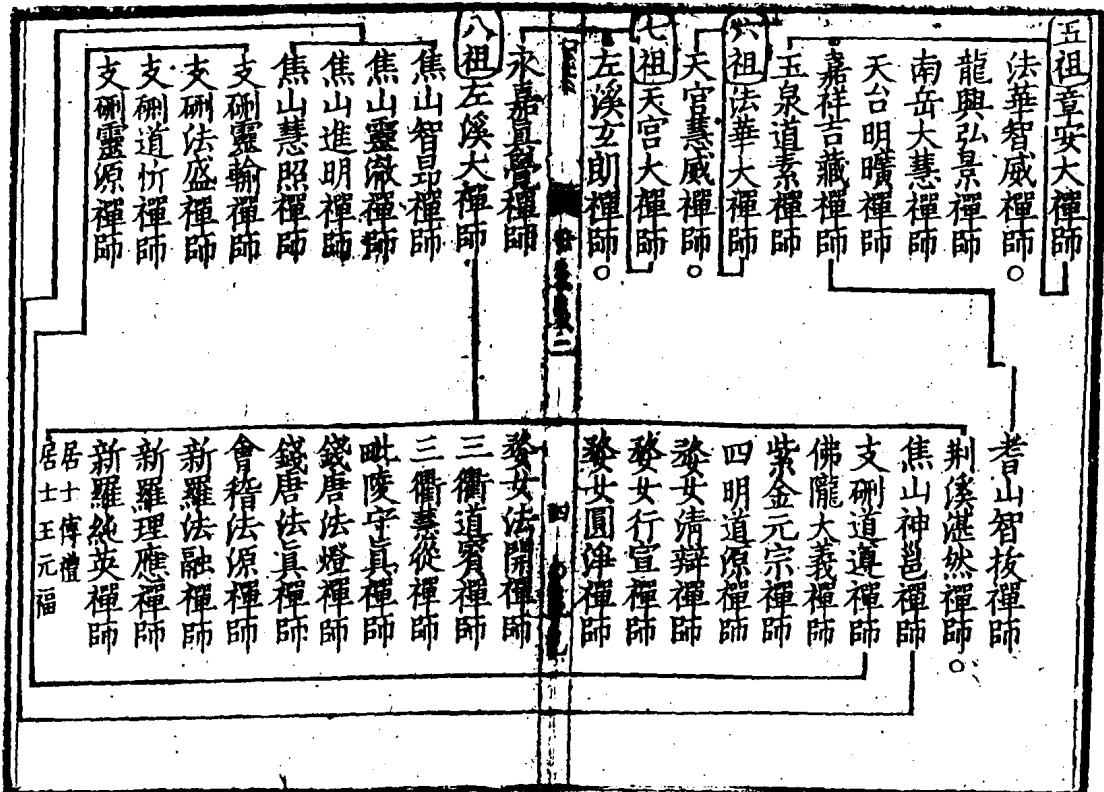 五祖章安大禪師
法華智威禪師○
龍興弘景禪師
南岳大慧禪師
天台明曠禪師
嘉祥吉藏禪師
玉泉道素禪師
六祖法華大禪師
天宮慧威禪師○
七祖天宮大禪師
左溪玄朗禪師○
永嘉真覺禪師
八祖左溪大禪師
焦山智昂禪師
焦山靈徹禪師
焦山進明禪師
焦山慧照禪師
支硎靈輸禪師
支硎法盛禪師
支硎道忻禪師
支硎靈源禪師
耆山智拔禪師
荆溪湛然禪師○
焦山神邕禪師
支硎道遵禪師
佛隴大義禪師
紫金元宗禪師
四明道源禪師
婺女清辯禪師
婺女行宣禪師
婺女圓淨禪師
四
婺女法開禪師
三衢道賓禪師
三衢慧從禪師
毗陵守真禪師
錢唐法燈禪師
錢唐法真禪師
會稽法源禪師
新羅法融禪師
新羅理應禪師
新羅純英禪師
居士傅禮
居士王元福